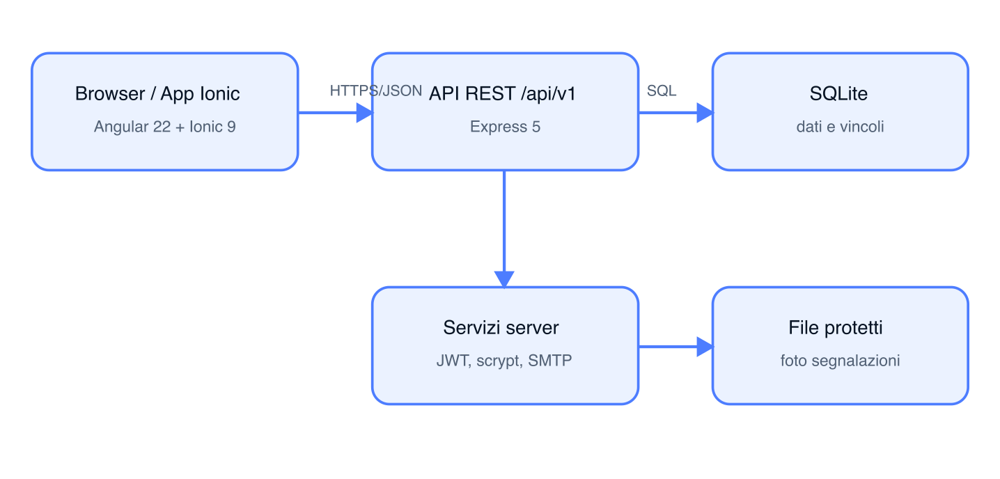 Browser / App Ionic
Angular 22 + Ionic 9
HTTPS/JSON
API REST /api/v1
Express 5
SQL
SQLite
dati e vincoli
Servizi server
JWT, scrypt, SMTP
File protetti
foto segnalazioni